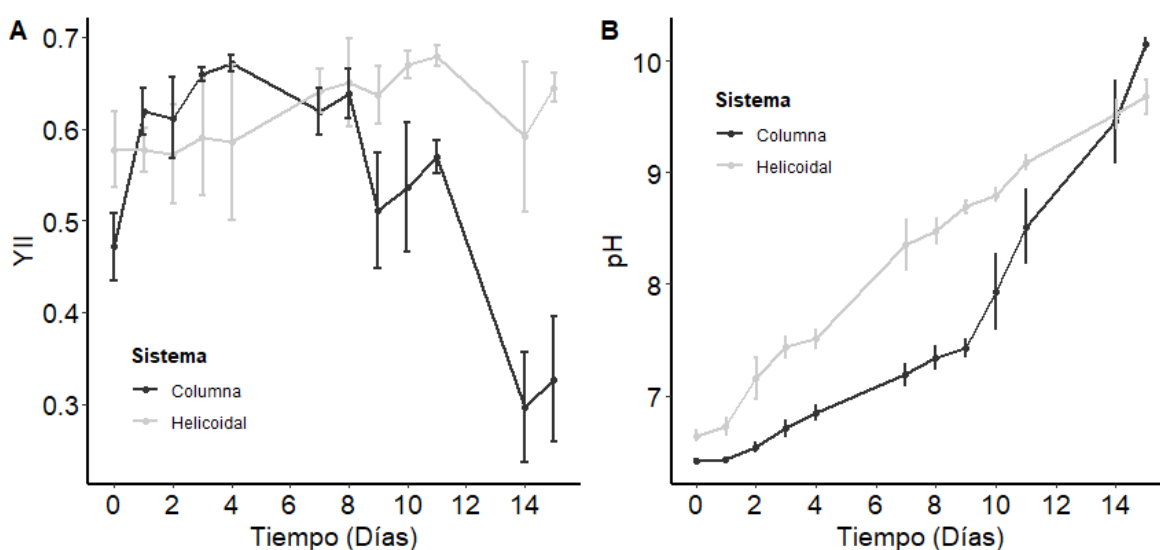 A
YII
0.7
0.6
0.5
0.4
0.3
Sistema
Columna
Helicoidal
0 2 4 6 8 10 12 14
Tiempo (Días)
B
pH
10
9
8
7
Sistema
Columna
Helicoidal
0 2 4 6 8 10 12 14
Tiempo (Días)